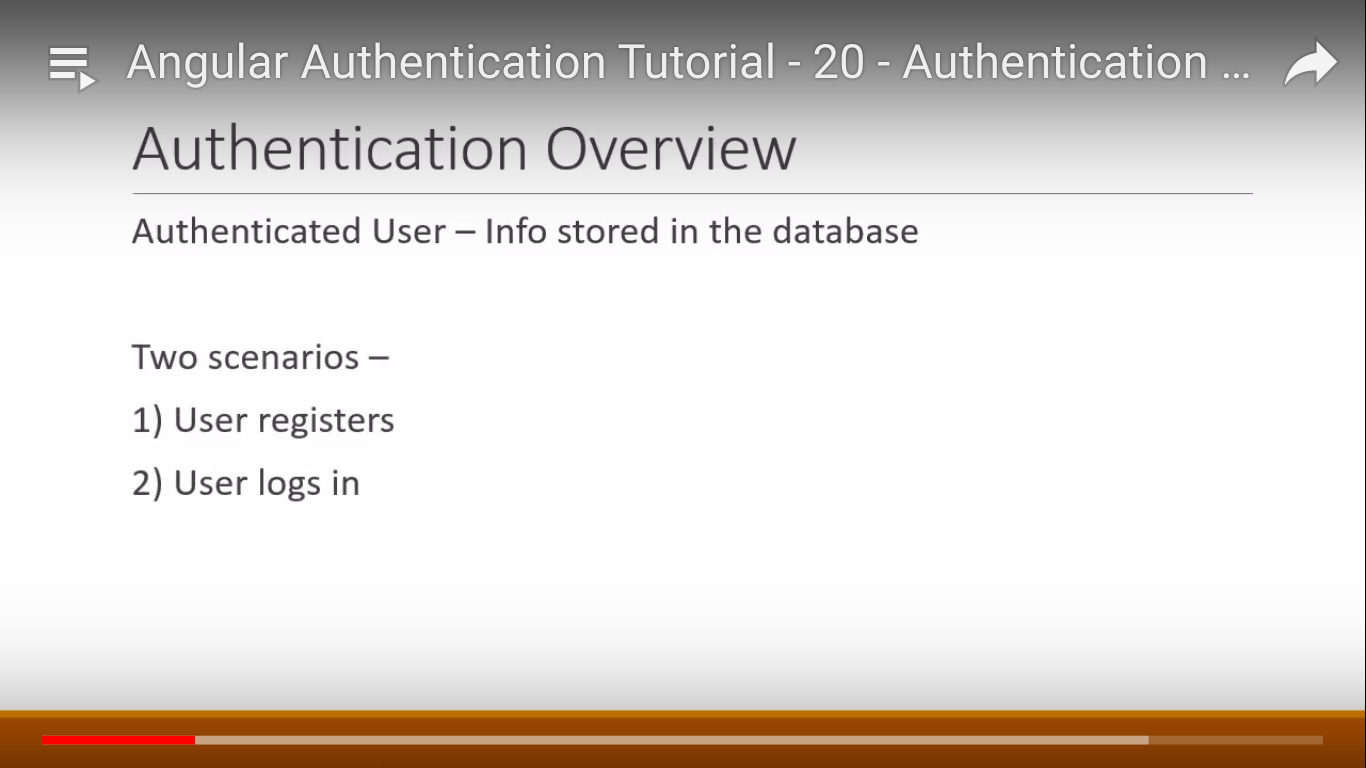 Angular Authentication Tutorial - 20 - Authentication ...
Authentication Overview
Authenticated User – Info stored in the database
Two scenarios –
1) User registers
2) User logs in